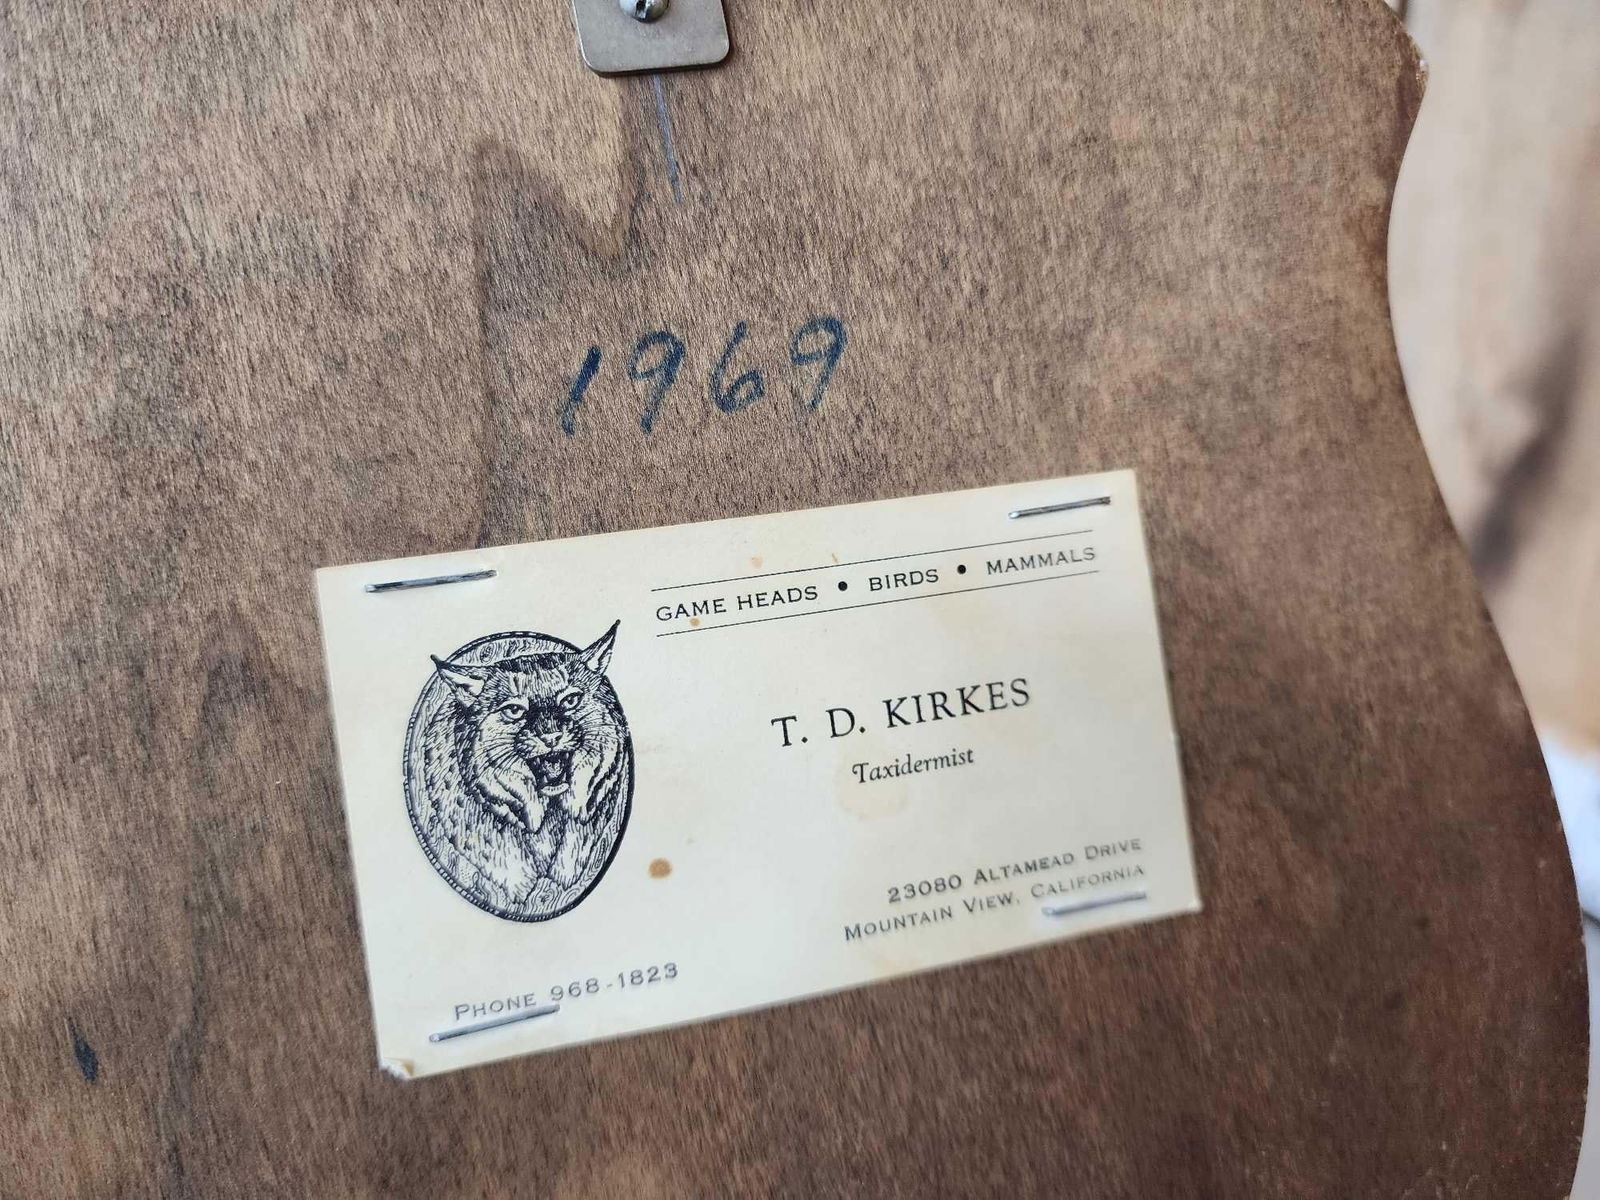 1969
GAME HEADS • BIRDS • MAMMALS
T. D. KIRKES
Taxidermist
23080 ALTAMEAD DRIVE
MOUNTAIN VIEW, CALIFORNIA
PHONE 968-1823